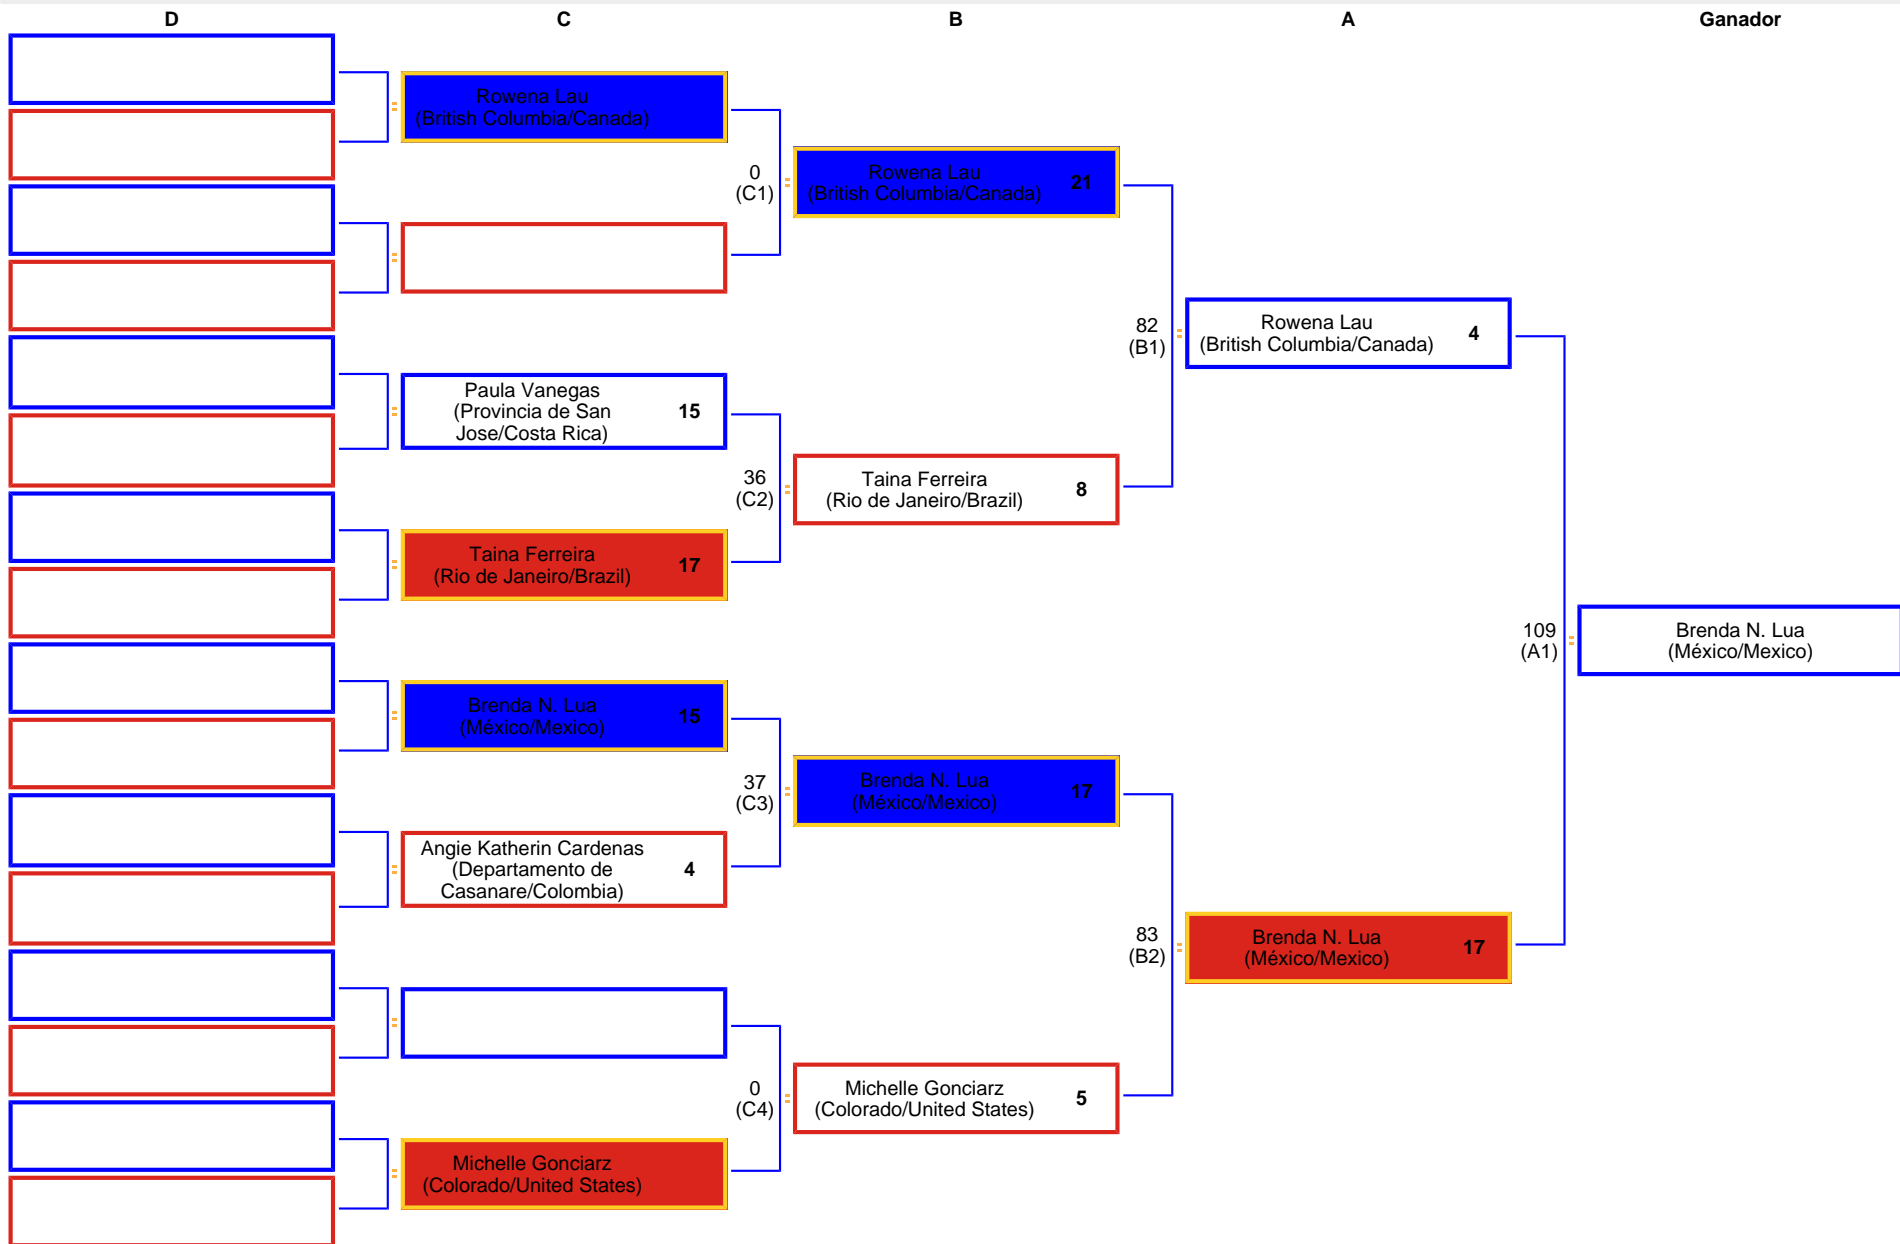 D
C
B
A
Ganador
Rowena Lau
(British Columbia/Canada)
0
(C1)
Rowena Lau
(British Columbia/Canada)
21
82
(B1)
Rowena Lau
(British Columbia/Canada)
4
Paula Vanegas
(Provincia de San
Jose/Costa Rica)
15
36
(C2)
Taina Ferreira
(Rio de Janeiro/Brazil)
8
Taina Ferreira
(Rio de Janeiro/Brazil)
17
109
(A1)
Brenda N. Lua
(México/Mexico)
Brenda N. Lua
(México/Mexico)
15
37
(C3)
Brenda N. Lua
(México/Mexico)
17
Angie Katherin Cardenas
(Departamento de
Casanare/Colombia)
4
83
(B2)
Brenda N. Lua
(México/Mexico)
17
0
(C4)
Michelle Gonciarz
(Colorado/United States)
5
Michelle Gonciarz
(Colorado/United States)